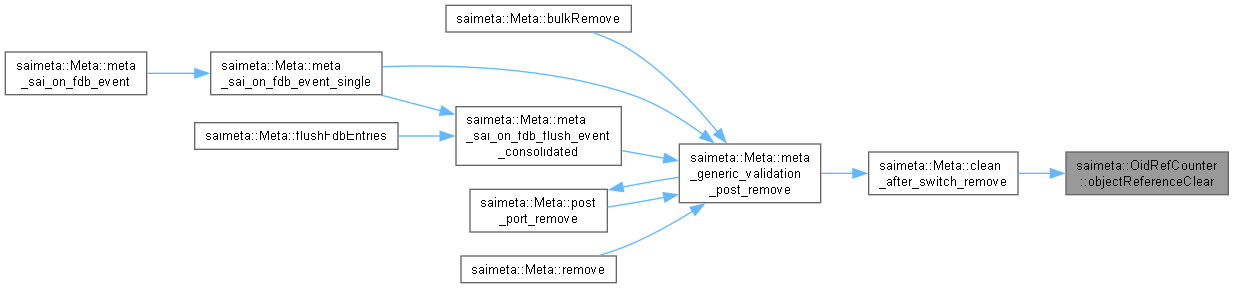 saimeta::Meta::bulkRemove
saimeta::Meta::meta
_sai_on_fdb_event
saimeta::Meta::meta
_sai_on_fdb_event_single
saimeta::Meta::flushFdbEntries
saimeta::Meta::meta
_sai_on_fdb_flush_event
_consolidated
saimeta::Meta::post
_port_remove
saimeta::Meta::remove
saimeta::Meta::meta
_generic_validation
_post_remove
saimeta::Meta::clean
_after_switch_remove
saimeta::OidRefCounter
::objectReferenceClear